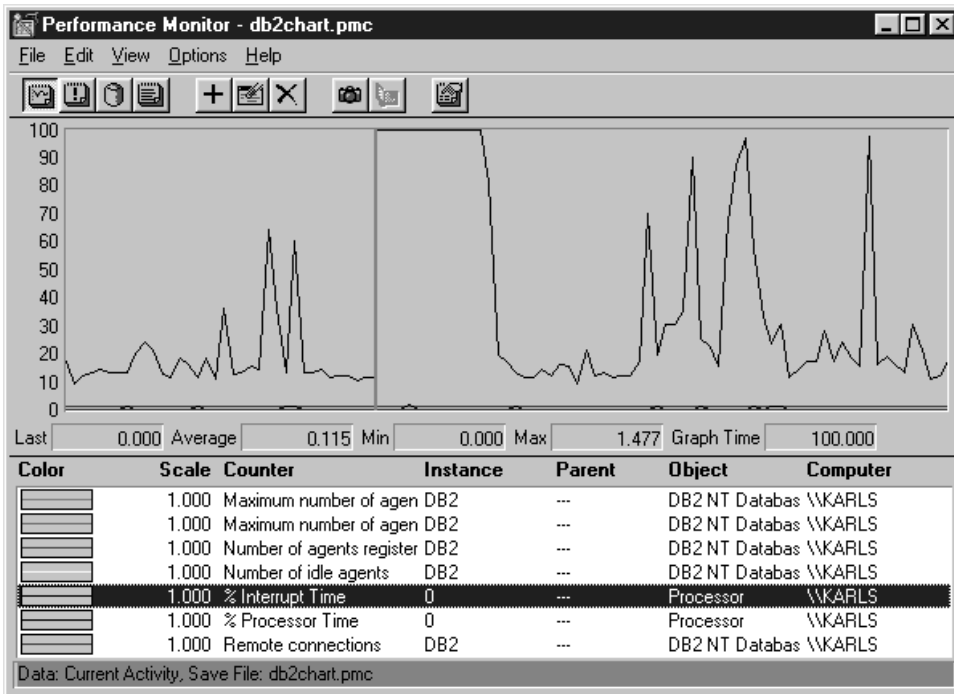 Performance Monitor - db2chart.pmc
File Edit View Options Help
100
90
80
70
60
50
40
30
20
10
0
Last 0.000 Average 0.115 Min 0.000 Max 1.477 Graph Time 100.000
Color Scale Counter Instance Parent Object Computer
1.000 Maximum number of agen DB2 --- DB2 NT Databas \\KARLS
1.000 Maximum number of agen DB2 --- DB2 NT Databas \\KARLS
1.000 Number of agents register DB2 --- DB2 NT Databas \\KARLS
1.000 Number of idle agents DB2 --- DB2 NT Databas \\KARLS
1.000 % Interrupt Time 0 --- Processor \\KARLS
1.000 % Processor Time 0 --- Processor \\KARLS
1.000 Remote connections DB2 --- DB2 NT Databas \\KARLS
Data: Current Activity, Save File: db2chart.pmc